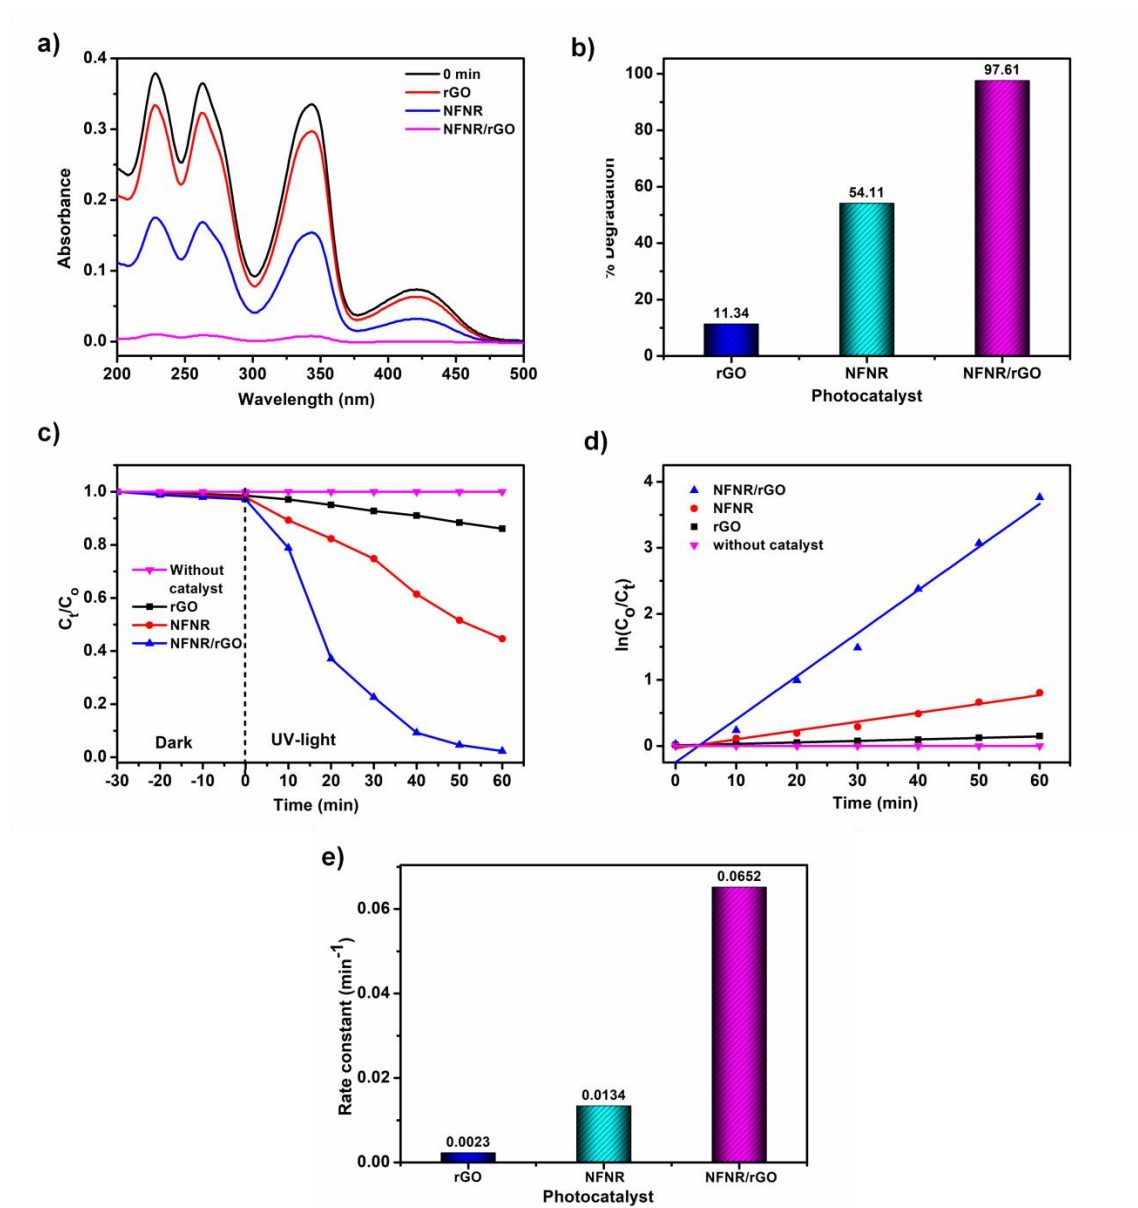 a)
0.4
0.3
0.2
0.1
0.0
Absorbance
0 min
rGO
NFNR
NFNR/rGO
200 250 300 350 400 450 500
Wavelength (nm)
b)
100
80
60
40
20
0
% Degradation
11.34
54.11
97.61
rGO NFNR NFNR/rGO
Photocatalyst
c)
1.0
0.8
0.6
0.4
0.2
0.0
Ct/Co
Without
catalyst
rGO
NFNR
NFNR/rGO
Dark
UV-light
-30 -20 -10 0 10 20 30 40 50 60
Time (min)
d)
4
3
2
1
0
ln(CO/Ct)
NFNR/rGO
NFNR
rGO
without catalyst
0 10 20 30 40 50 60
Time (min)
e)
0.06
0.04
0.02
0.00
Rate constant (min-1)
0.0023
0.0134
0.0652
rGO NFNR NFNR/rGO
Photocatalyst